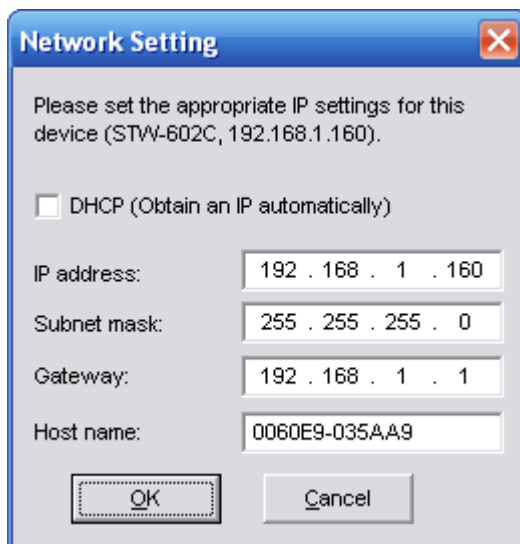 Network Setting
Please set the appropriate IP settings for this
device (STW-602C, 192.168.1.160).
DHCP (Obtain an IP automatically)
IP address: 192 . 168 . 1 . 160
Subnet mask: 255 . 255 . 255 . 0
Gateway: 192 . 168 . 1 . 1
Host name: 0060E9-035AA9
OK Cancel